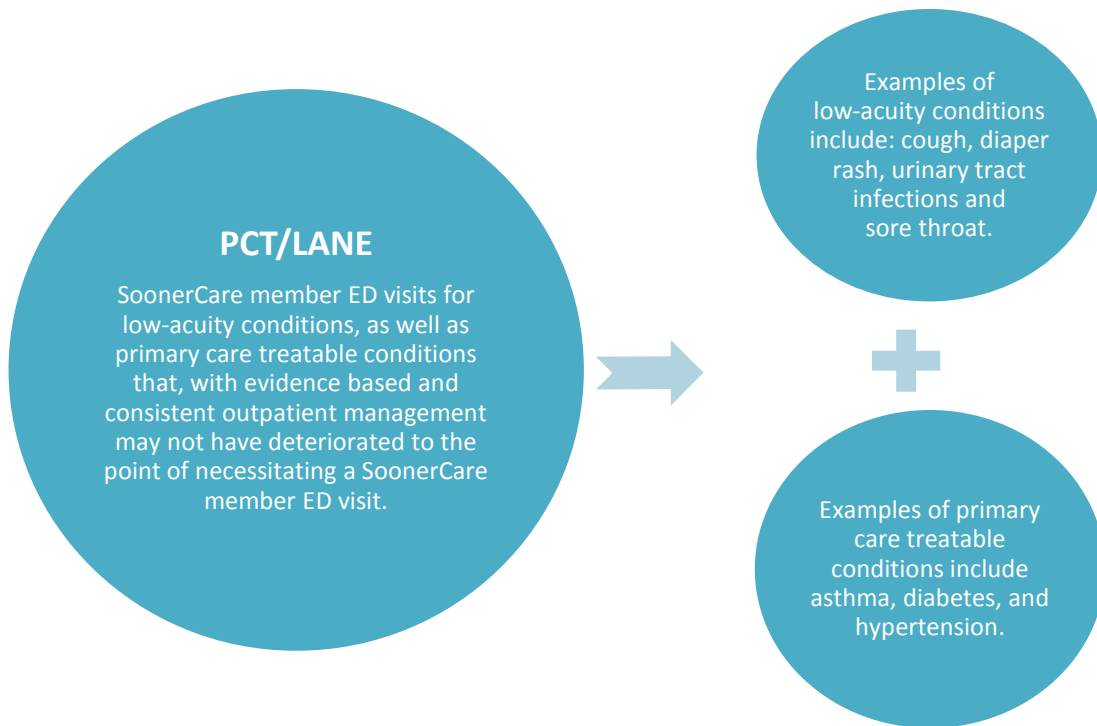 PCT/LANE
SoonerCare member ED visits for
low-acuity conditions, as well as
primary care treatable conditions
that, with evidence based and
consistent outpatient management
may not have deteriorated to the
point of necessitating a SoonerCare
member ED visit.
Examples of
low-acuity conditions
include: cough, diaper
rash, urinary tract
infections and
sore throat.
Examples of primary
care treatable
conditions include
asthma, diabetes, and
hypertension.